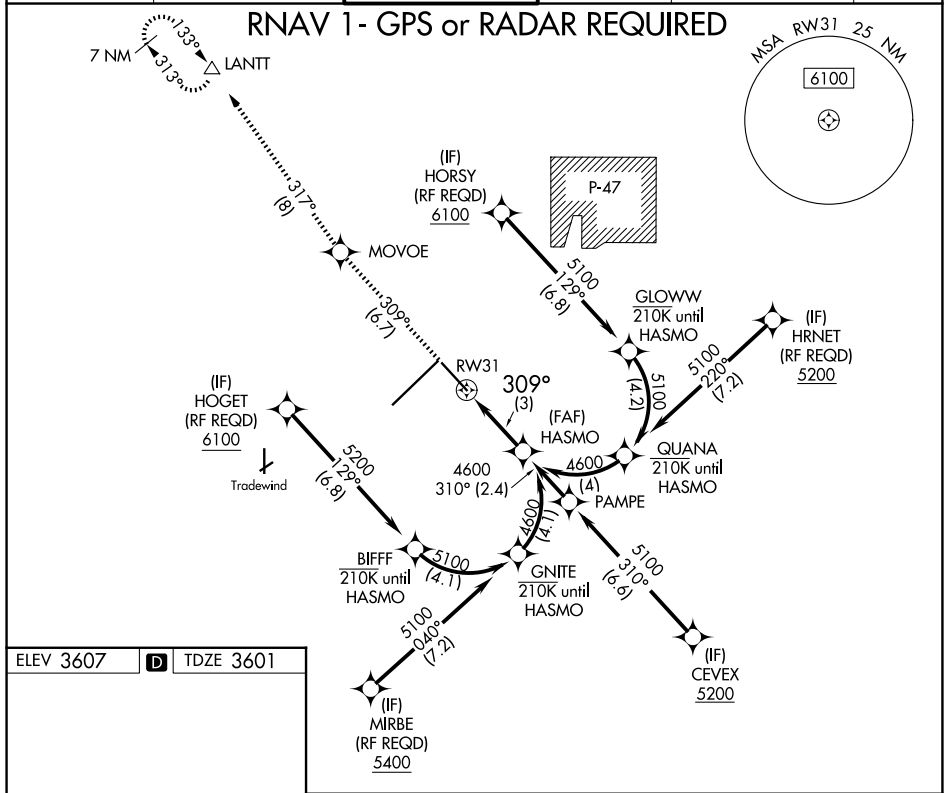 RNAV 1- GPS or RADAR REQUIRED
MSA RW31 25 NM
6100
7 NM
133°
313°
LANTT
317°
(8)
MOVOE
309°
(6.7)
(IF)
HORSY
(RF REQD)
6100
P-47
5100
129°
(6.8)
GLOWW
210K until
HASMO
5100
(4.2)
(IF)
HRNET
(RF REQD)
5200
5100
220°
(7.2)
RW31
309°
(3)
(FAF)
HASMO
(IF)
HOGET
(RF REQD)
6100
Tradewind
5200
129°
(6.8)
4600
310° (2.4)
4600
(4)
QUANA
210K until
HASMO
PAMPE
4600
(4.1)
BIFFF
210K until
HASMO
5100
(4.1)
GNITE
210K until
HASMO
5100
310°
(6.6)
5100
040°
(7.2)
(IF)
CEVEX
5200
(IF)
MIRBE
(RF REQD)
5400
ELEV 3607
D
TDZE 3601